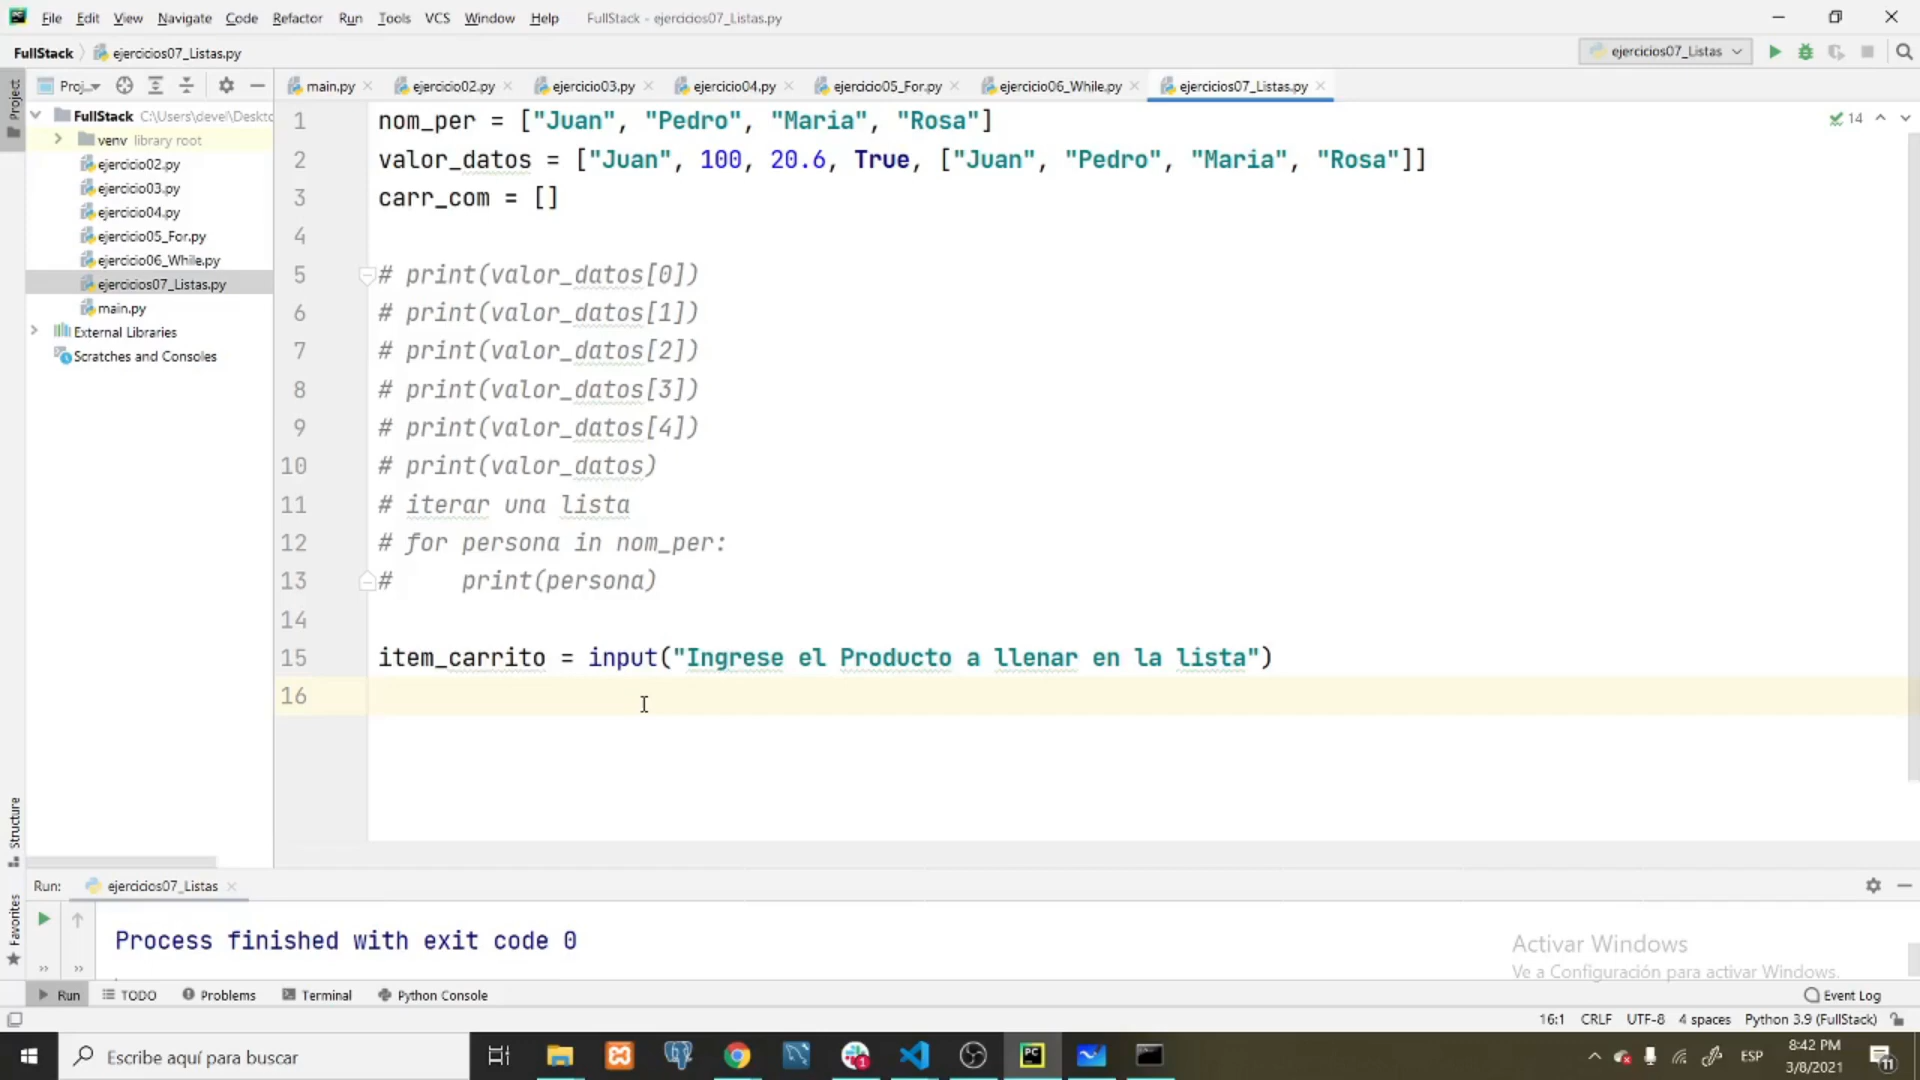 File Edit View Navigate Code Refactor Run Tools VCS Window Help FullStack - ejercicios07_Listas.py
FullStack ejercicios07_Listas.py ejercicios07_Listas
Project Proj... main.py ejercicio02.py ejercicio03.py ejercicio04.py ejercicio05_For.py ejercicio06_While.py ejercicios07_Listas.py
FullStack C:\Users\devel\Deskto
venv library root
ejercicio02.py
ejercicio03.py
ejercicio04.py
ejercicio05_For.py
ejercicio06_While.py
ejercicios07_Listas.py
main.py
External Libraries
Scratches and Consoles
14
1 nom_per = ["Juan", "Pedro", "Maria", "Rosa"]
2 valor_datos = ["Juan", 100, 20.6, True, ["Juan", "Pedro", "Maria", "Rosa"]]
3 carr_com = []
4
5 # print(valor_datos[0])
6 # print(valor_datos[1])
7 # print(valor_datos[2])
8 # print(valor_datos[3])
9 # print(valor_datos[4])
10 # print(valor_datos)
11 # iterar una lista
12 # for persona in nom_per:
13 #     print(persona)
14
15 item_carrito = input("Ingrese el Producto a llenar en la lista")
16
Structure
Favorites
Run: ejercicios07_Listas
Process finished with exit code 0
Activar Windows
Ve a Configuración para activar Windows.
Run TODO Problems Terminal Python Console Event Log
16:1 CRLF UTF-8 4 spaces Python 3.9 (FullStack)
Escribe aquí para buscar
PC
1
ESP
8:42 PM
3/8/2021
11